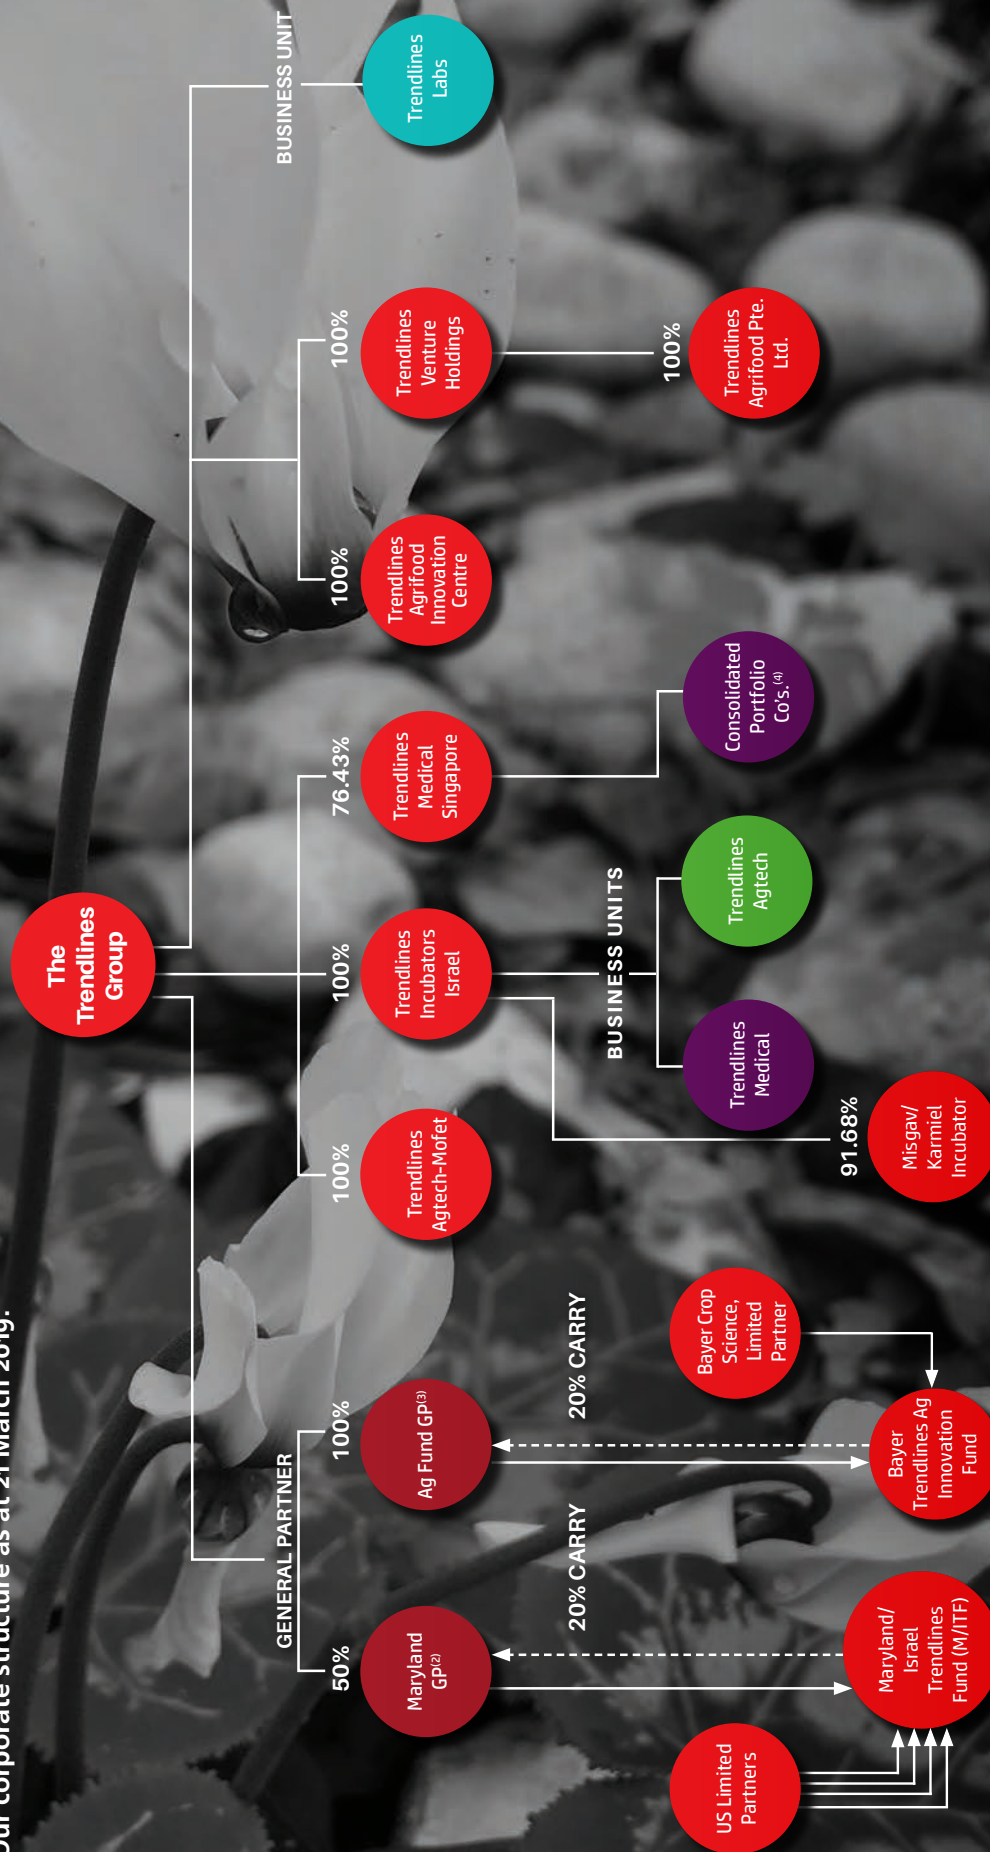 Our corporate structure as at 21 March 2019.
The
Trendlines
Group
GENERAL PARTNER
BUSINESS UNIT
50%
100%
100%
100%
76.43%
100%
100%
Maryland
GP(2)
Ag Fund GP(3)
Trendlines
Agtech-Mofet
Trendlines
Incubators
Israel
Trendlines
Medical
Singapore
Trendlines
Agrifood
Innovation
Centre
Trendlines
Venture
Holdings
Trendlines
Labs
20% CARRY
20% CARRY
BUSINESS UNITS
100%
US Limited
Partners
Bayer Crop
Science,
Limited
Partner
Trendlines
Medical
Trendlines
Agtech
Consolidated
Portfolio
Co's.(4)
Trendlines
Agrifood Pte.
Ltd.
91.68%
Maryland/
Israel
Trendlines
Fund (M/ITF)
Bayer
Trendlines Ag
Innovation
Fund
Misgav/
Karmiel
Incubator